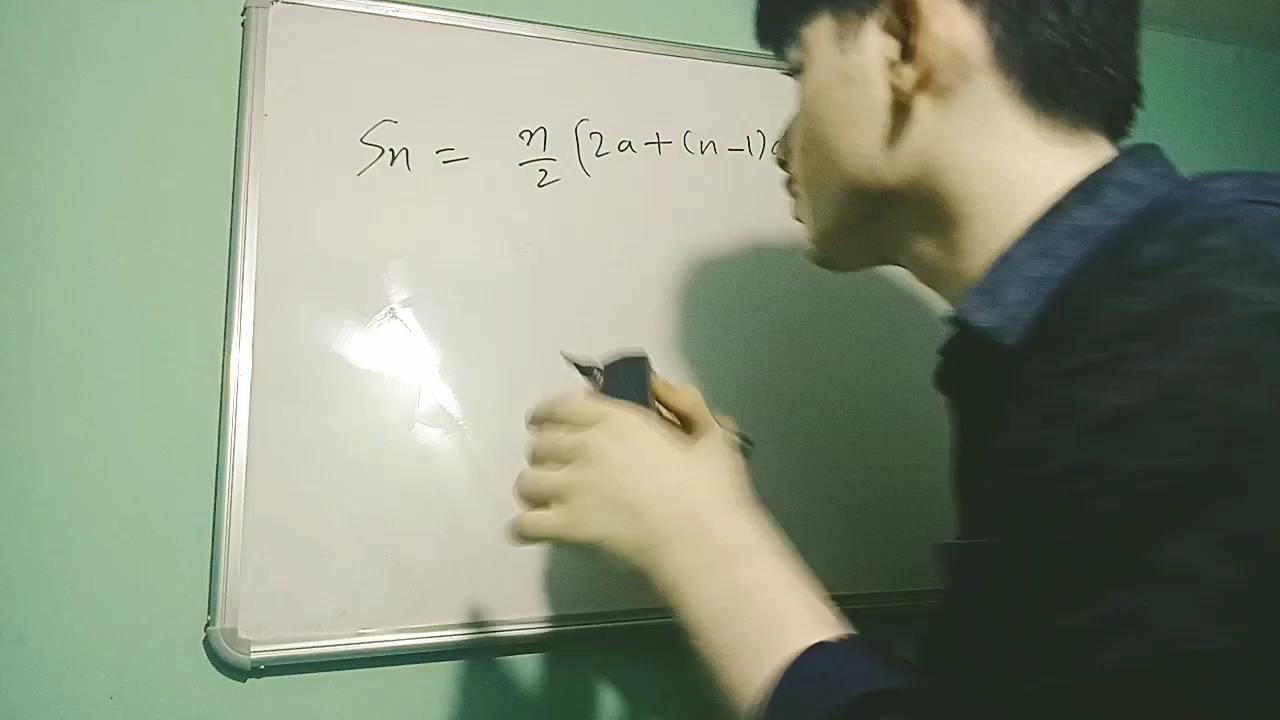 Sn = n/2 (2a+(n-1)